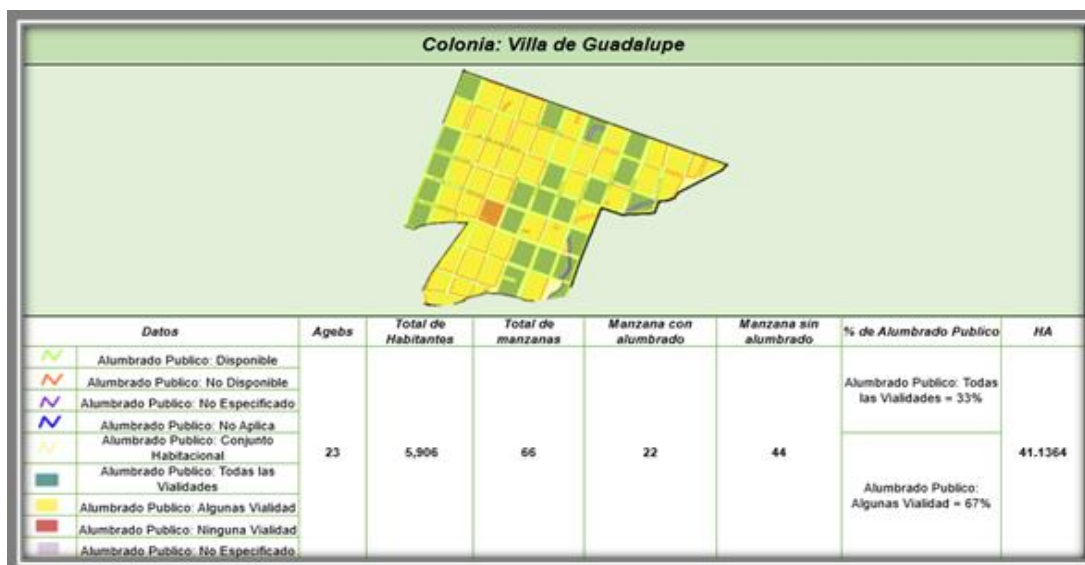 Colonia: Villa de Guadalupe
Datos
Agebs
Total de
Habitantes
Total de
manzanas
Manzana con
alumbrado
Manzana sin
alumbrado
% de Alumbrado Publico
HA
Alumbrado Publico: Disponible
Alumbrado Publico: No Disponible
Alumbrado Publico: No Especificado
Alumbrado Publico: No Aplica
Alumbrado Publico: Conjunto
Habitacional
Alumbrado Publico: Todas las
Vialidades
Alumbrado Publico: Algunas Vialidad
Alumbrado Publico: Ninguna Vialidad
Alumbrado Publico: No Especificado
23
5,906
66
22
44
Alumbrado Publico: Todas
las Vialidades = 33%
Alumbrado Publico:
Algunas Vialidad = 67%
41.1364